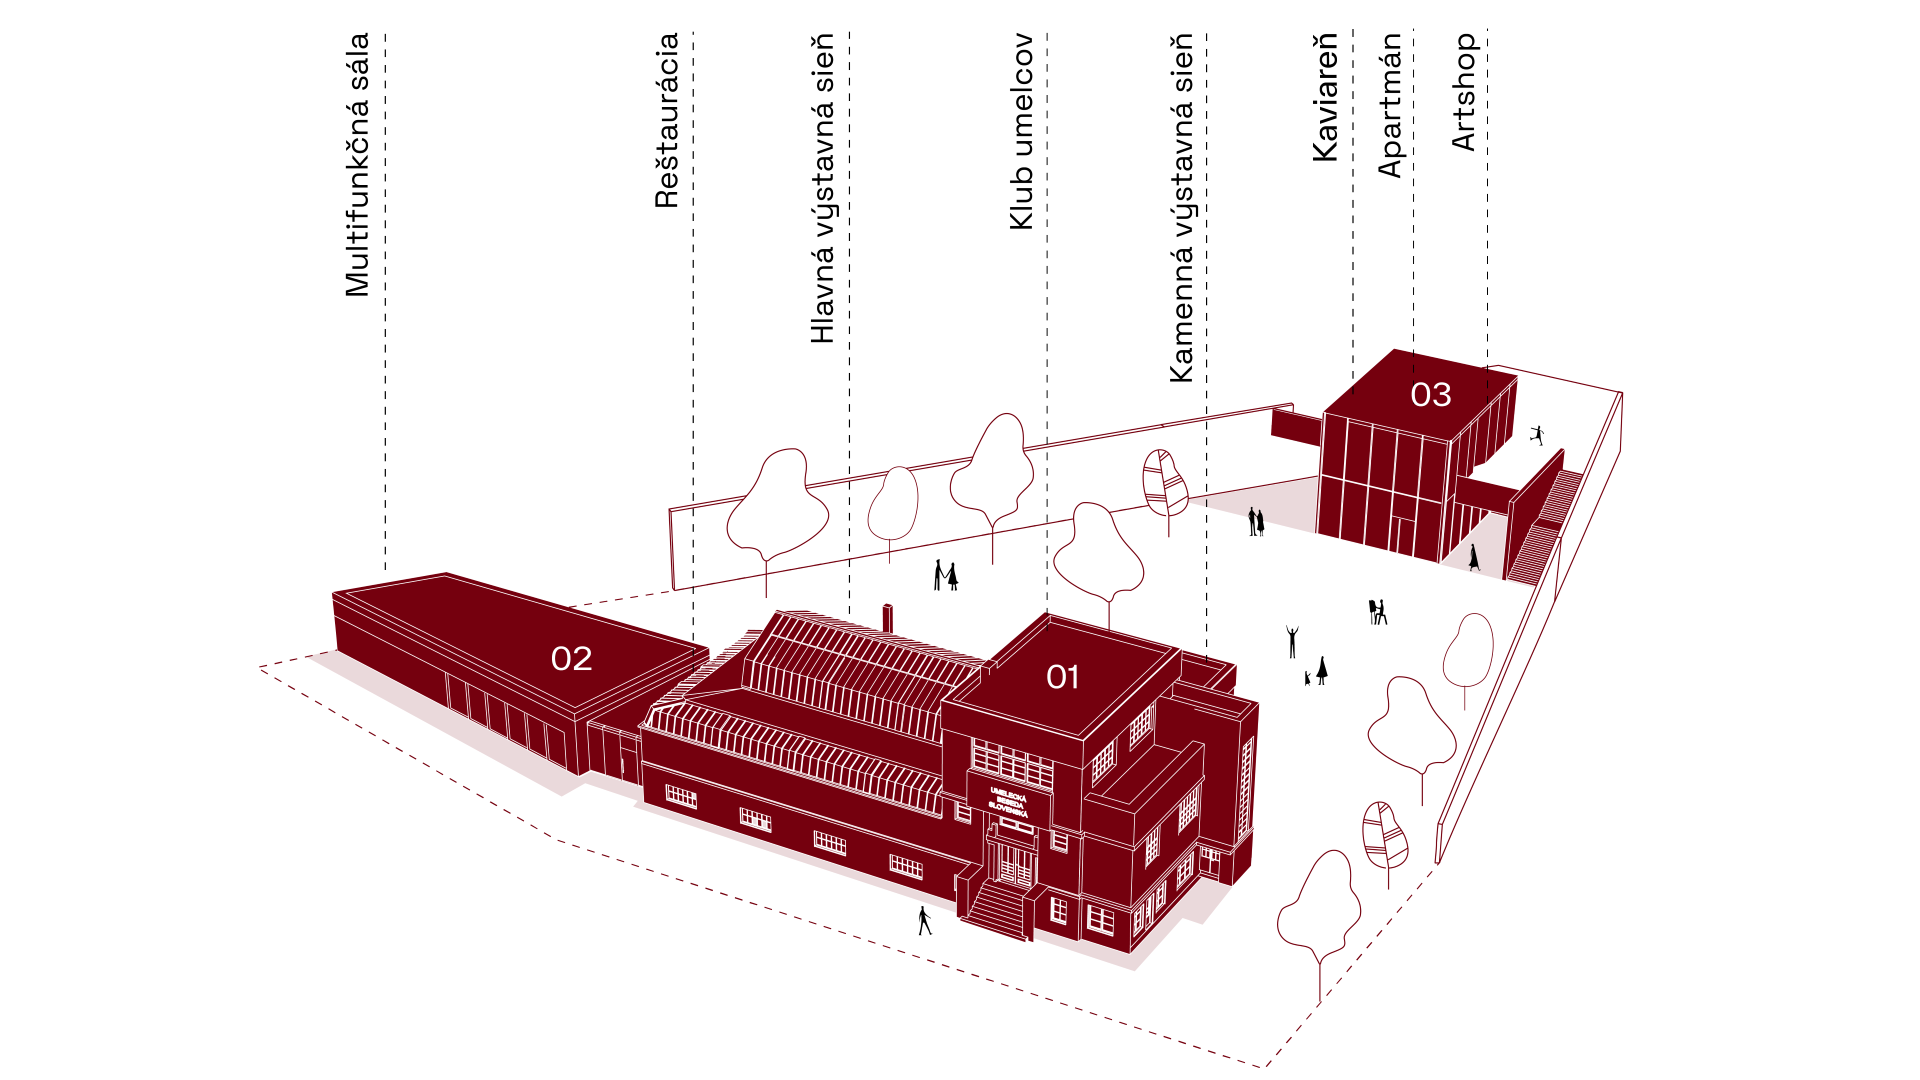 Multifunkčná sála
Reštaurácia
Hlavná výstavná sieň
Klub umelcov
Kamenná výstavná sieň
Kaviareň
Apartmán
Artshop
03
02
01
UMELECKÁ
BESEDA
SLOVENSKÁ